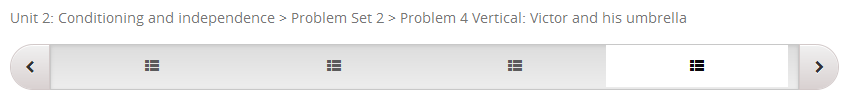 Unit 2: Conditioning and independence > Problem Set 2 > Problem 4 Vertical: Victor and his umbrella